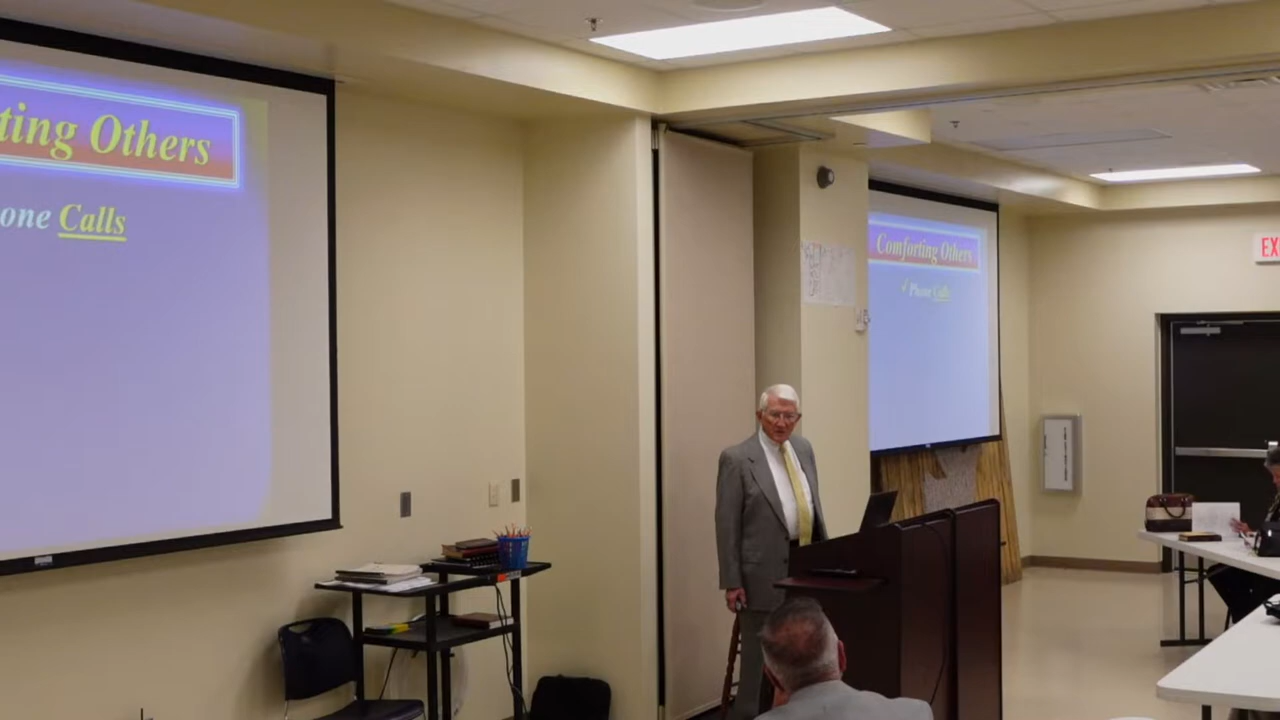 ting Others
one Calls
Comforting Others
✓ Phone Calls
EX